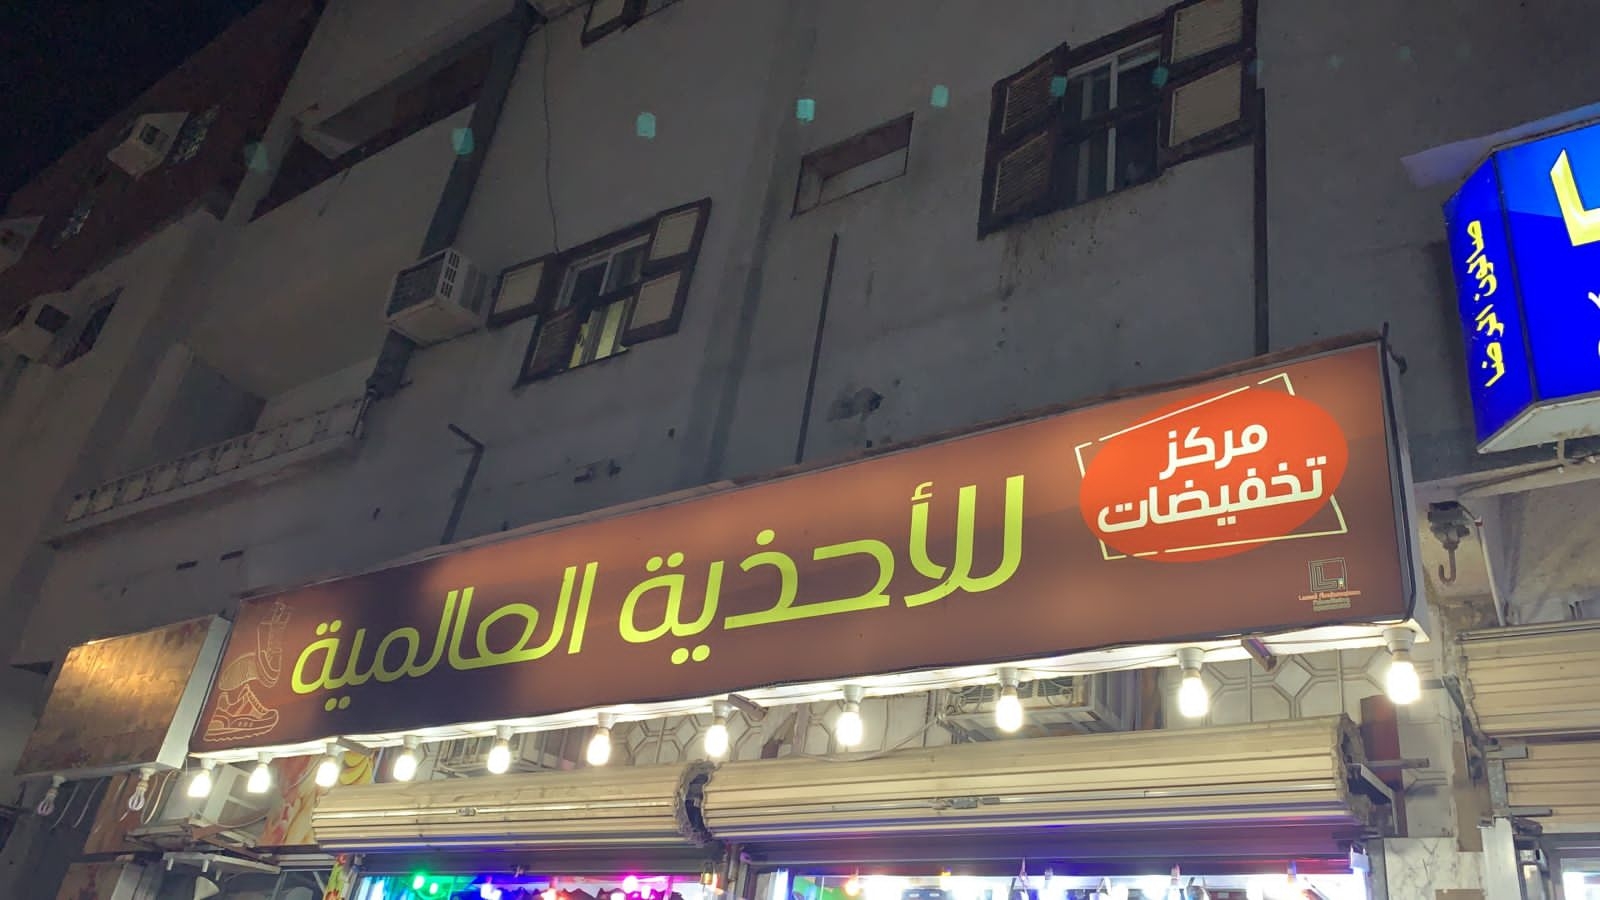 مركز
تخفيضات
للأحذية العالمية